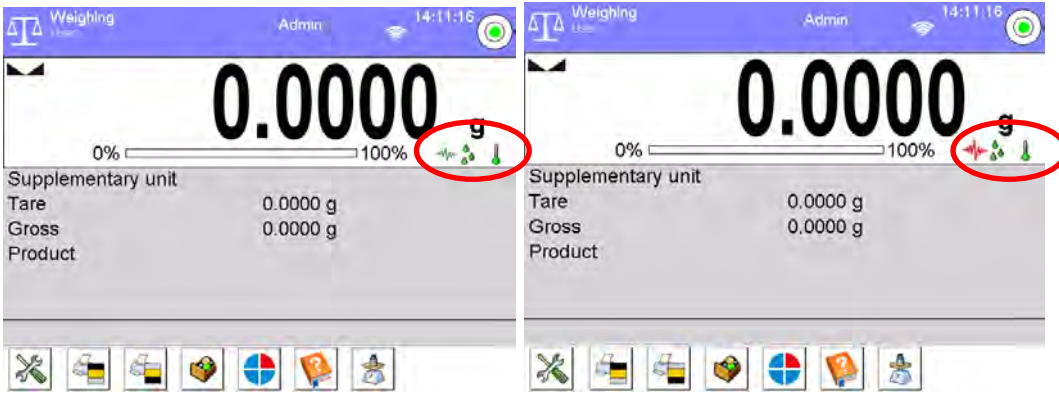 Weighing
User
Admin
14:11:16
0.0000 g
0% 100%
Supplementary unit
Tare 0.0000 g
Gross 0.0000 g
Product
Weighing
Admin
14:11:16
0.0000 g
0% 100%
Supplementary unit
Tare 0.0000 g
Gross 0.0000 g
Product